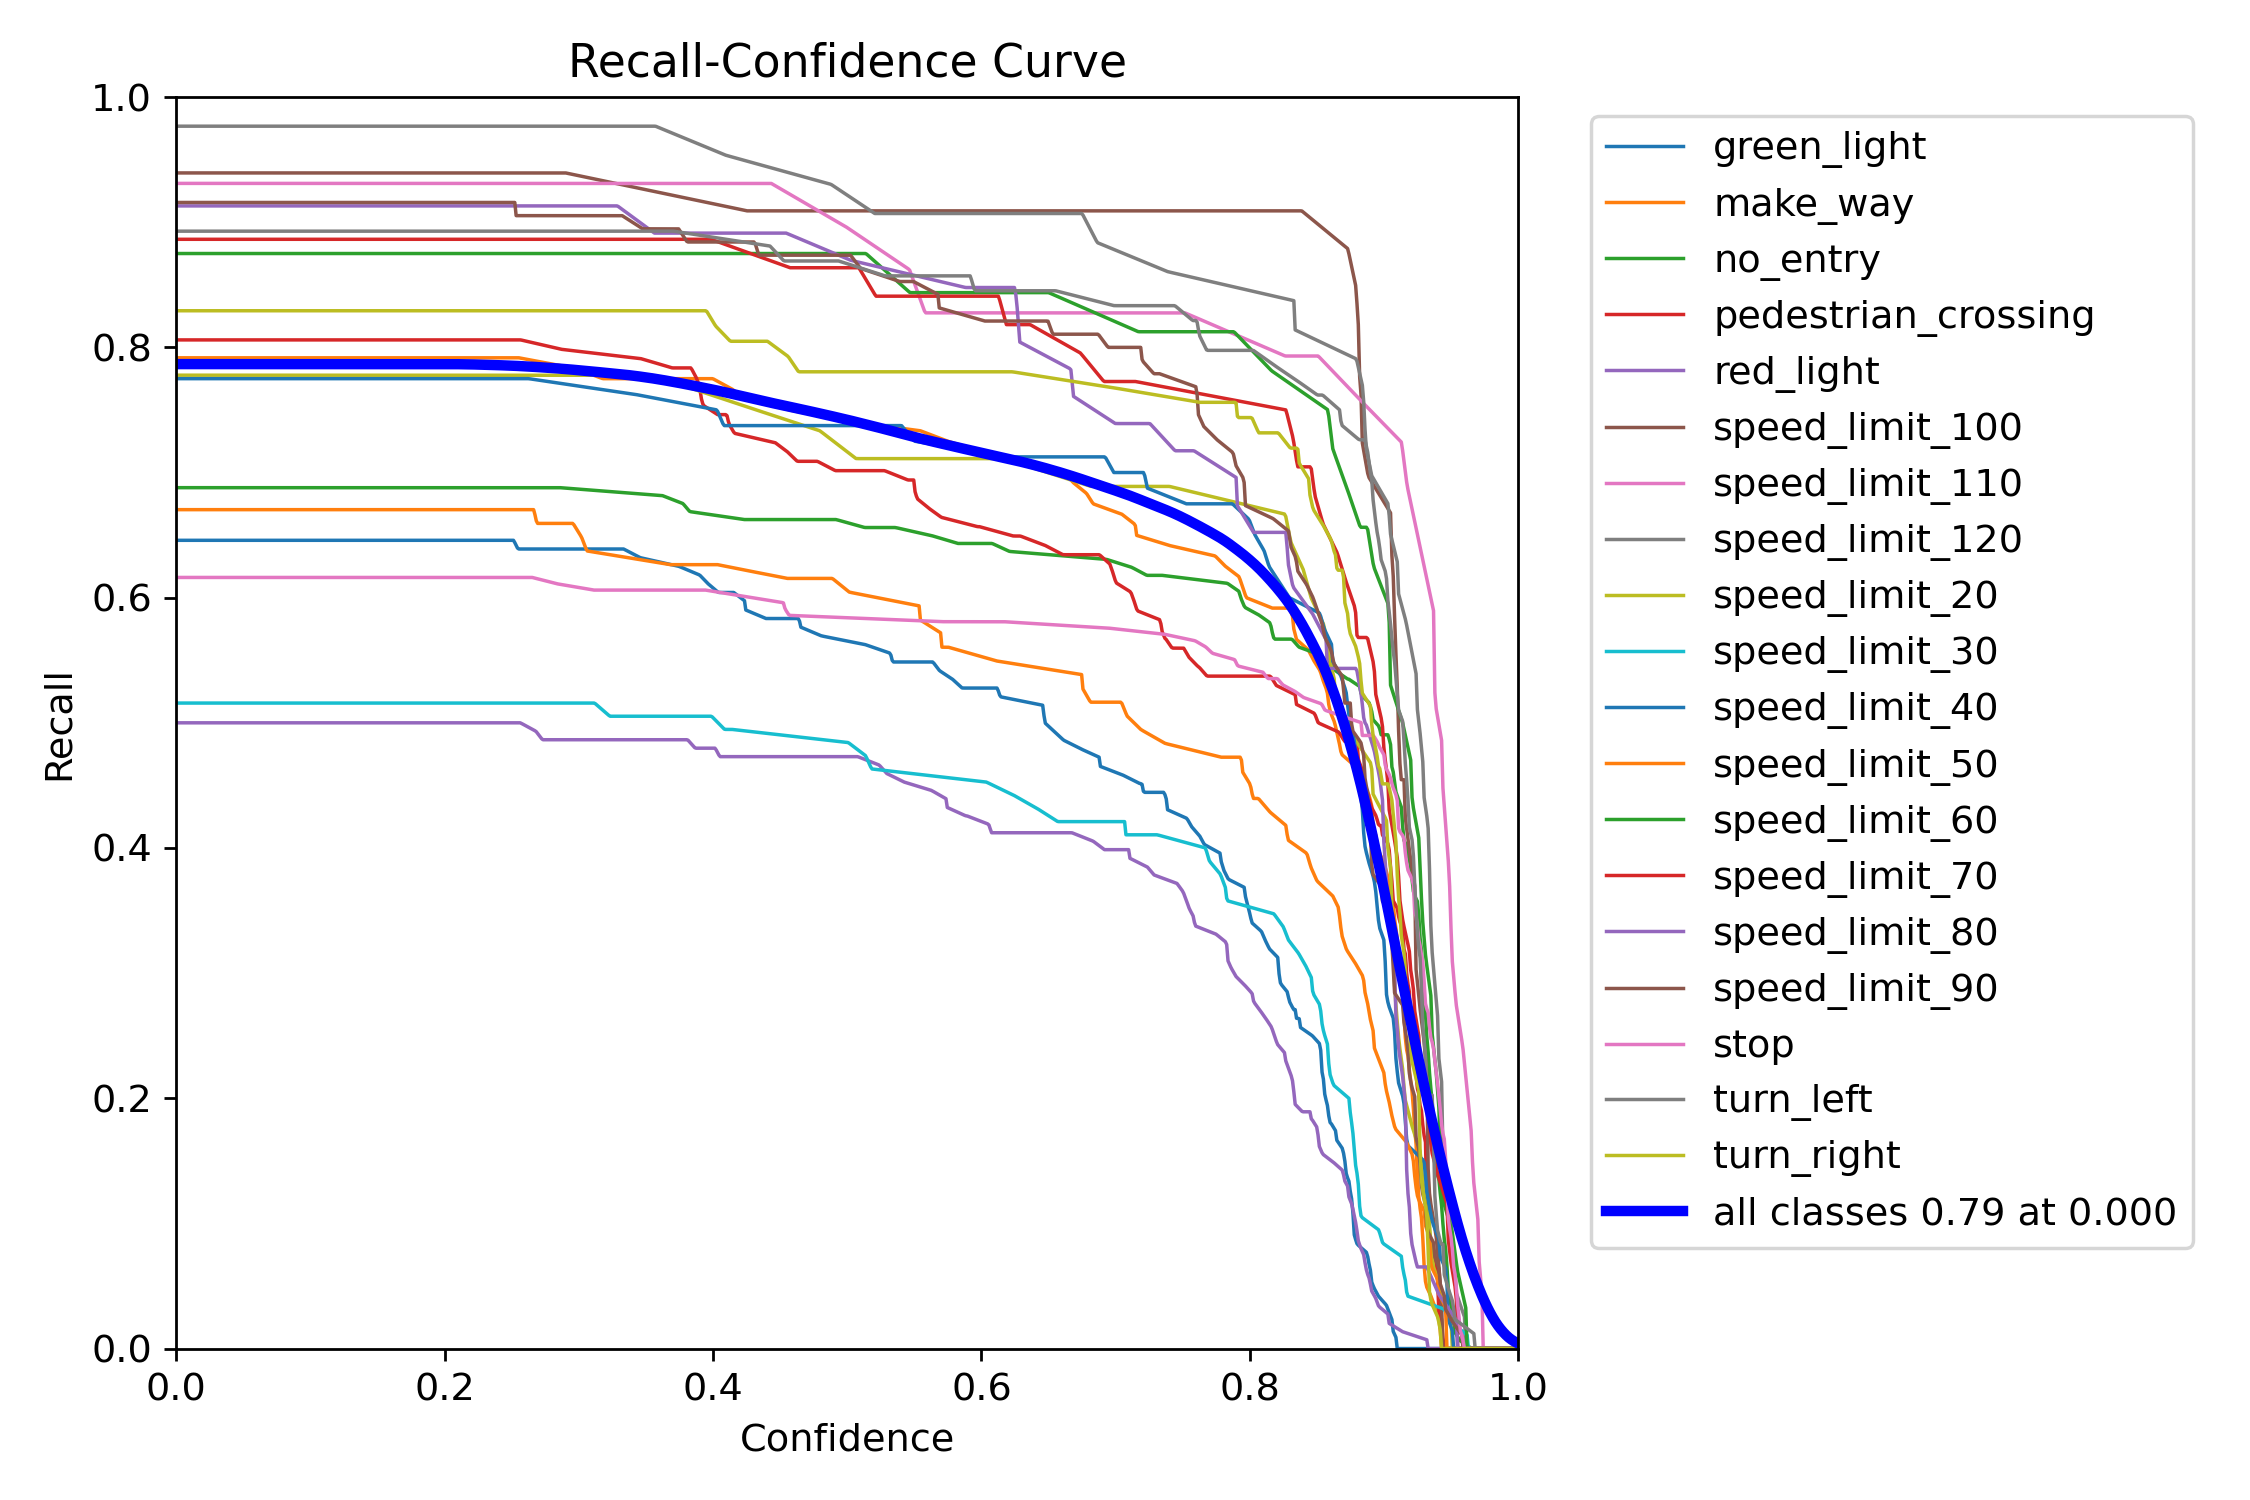 Recall-Confidence Curve
1.0
0.8
0.6
0.4
0.2
0.0
Recall
0.0 0.2 0.4 0.6 0.8 1.0
Confidence
green_light
make_way
no_entry
pedestrian_crossing
red_light
speed_limit_100
speed_limit_110
speed_limit_120
speed_limit_20
speed_limit_30
speed_limit_40
speed_limit_50
speed_limit_60
speed_limit_70
speed_limit_80
speed_limit_90
stop
turn_left
turn_right
all classes 0.79 at 0.000